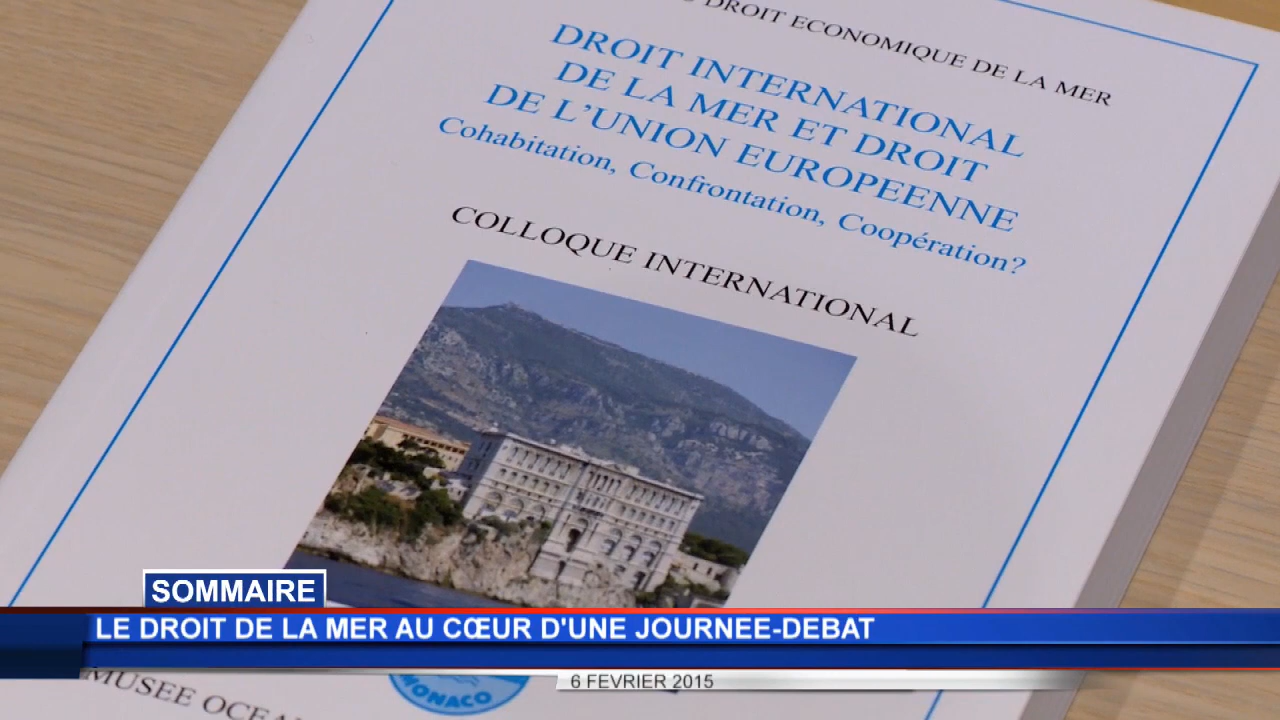 DROIT ECONOMIQUE DE LA MER
DROIT INTERNATIONAL
DE LA MER ET DROIT
DE L'UNION EUROPEENNE
Cohabitation, Confrontation, Coopération?
COLLOQUE INTERNATIONAL
SOMMAIRE
LE DROIT DE LA MER AU CŒUR D'UNE JOURNEE-DEBAT
6 FEVRIER 2015
MUSEE
MONACO